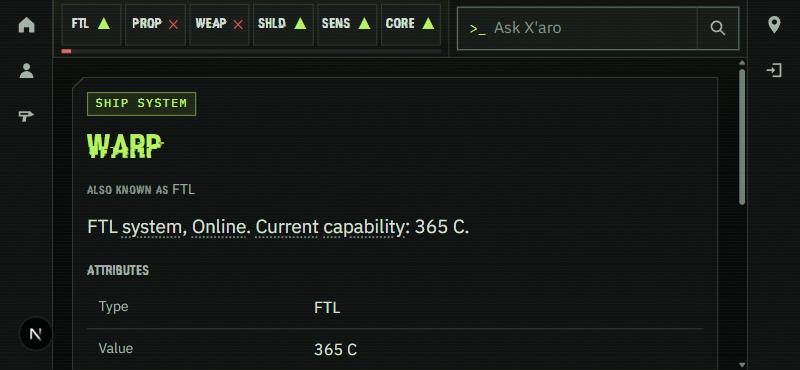 FTL PROP WEAP SHLD SENS CORE
>_ Ask X'aro
SHIP SYSTEM
WARP
ALSO KNOWN AS FTL
FTL system, Online. Current capability: 365 C.
ATTRIBUTES
Type FTL
Value 365 C
N